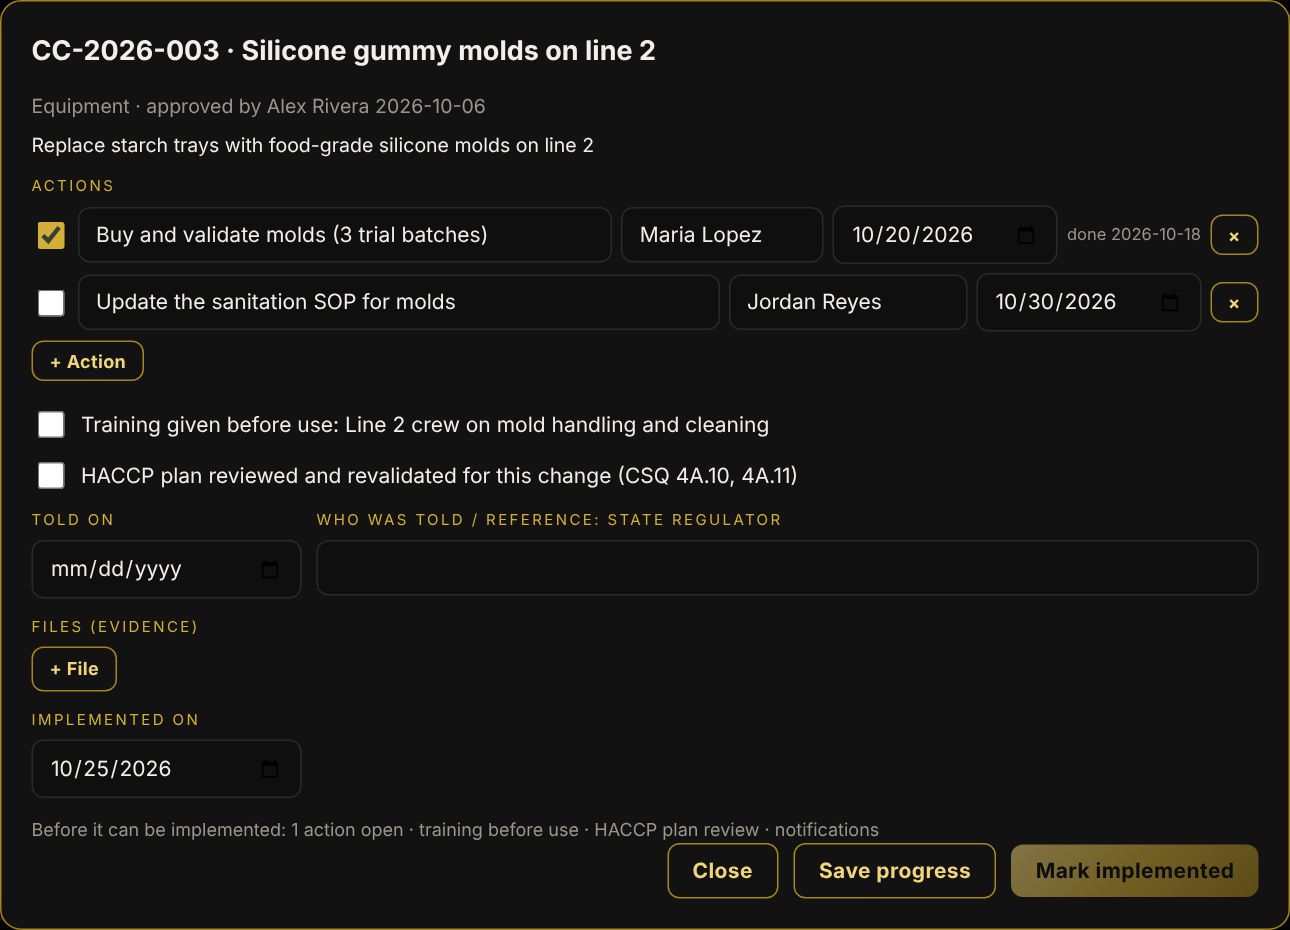 CC-2026-003 · Silicone gummy molds on line 2
Equipment · approved by Alex Rivera 2026-10-06
Replace starch trays with food-grade silicone molds on line 2
ACTIONS
Buy and validate molds (3 trial batches) Maria Lopez 10/20/2026 done 2026-10-18 ×
Update the sanitation SOP for molds Jordan Reyes 10/30/2026 ×
+ Action
Training given before use: Line 2 crew on mold handling and cleaning
HACCP plan reviewed and revalidated for this change (CSQ 4A.10, 4A.11)
TOLD ON WHO WAS TOLD / REFERENCE: STATE REGULATOR
mm/dd/yyyy
FILES (EVIDENCE)
+ File
IMPLEMENTED ON
10/25/2026
Before it can be implemented: 1 action open · training before use · HACCP plan review · notifications
Close Save progress Mark implemented